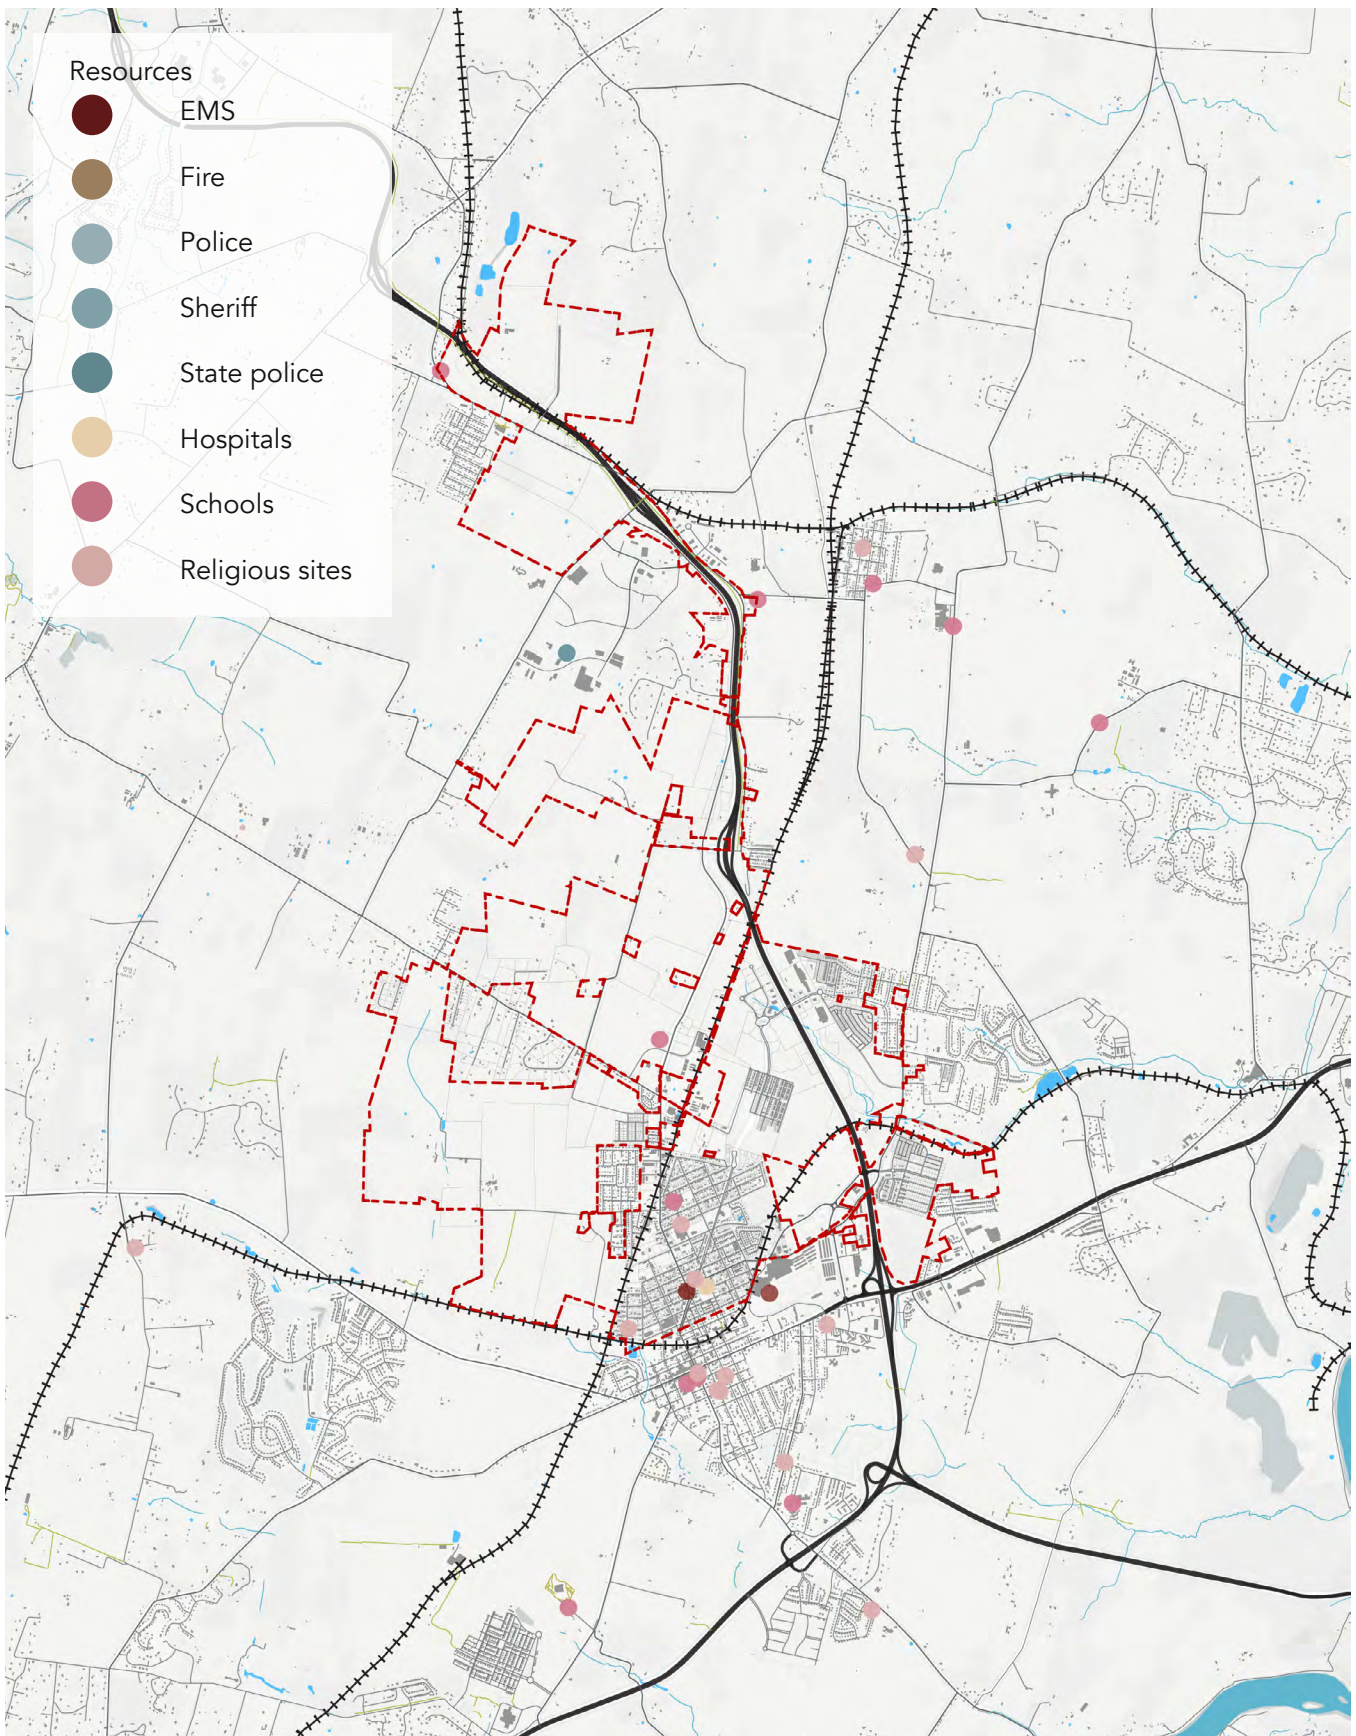 Resources
EMS
Fire
Police
Sheriff
State police
Hospitals
Schools
Religious sites